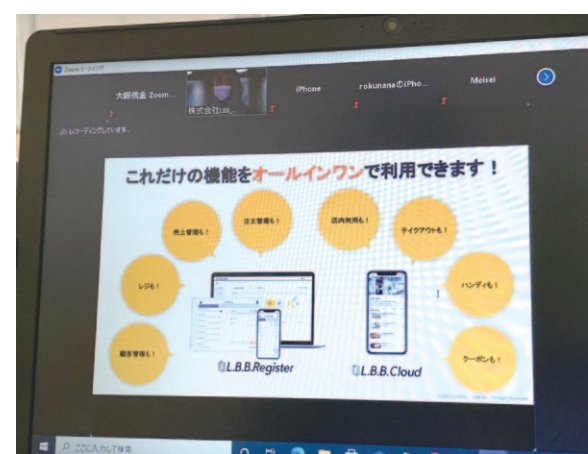 Zoom ミーティング
大阪信金 Zoom...
株式会社LBB...
iPhone
rokunanaのiPho...
Meisei
レコーディングしています...
これだけの機能をオールインワンで利用できます！
売上管理も！
注文管理も！
店内利用も！
テイクアウトも！
レジも！
ハンディも！
顧客管理も！
クーポンも！
L.B.B.Register
L.B.B.Cloud
ここに入力して検索